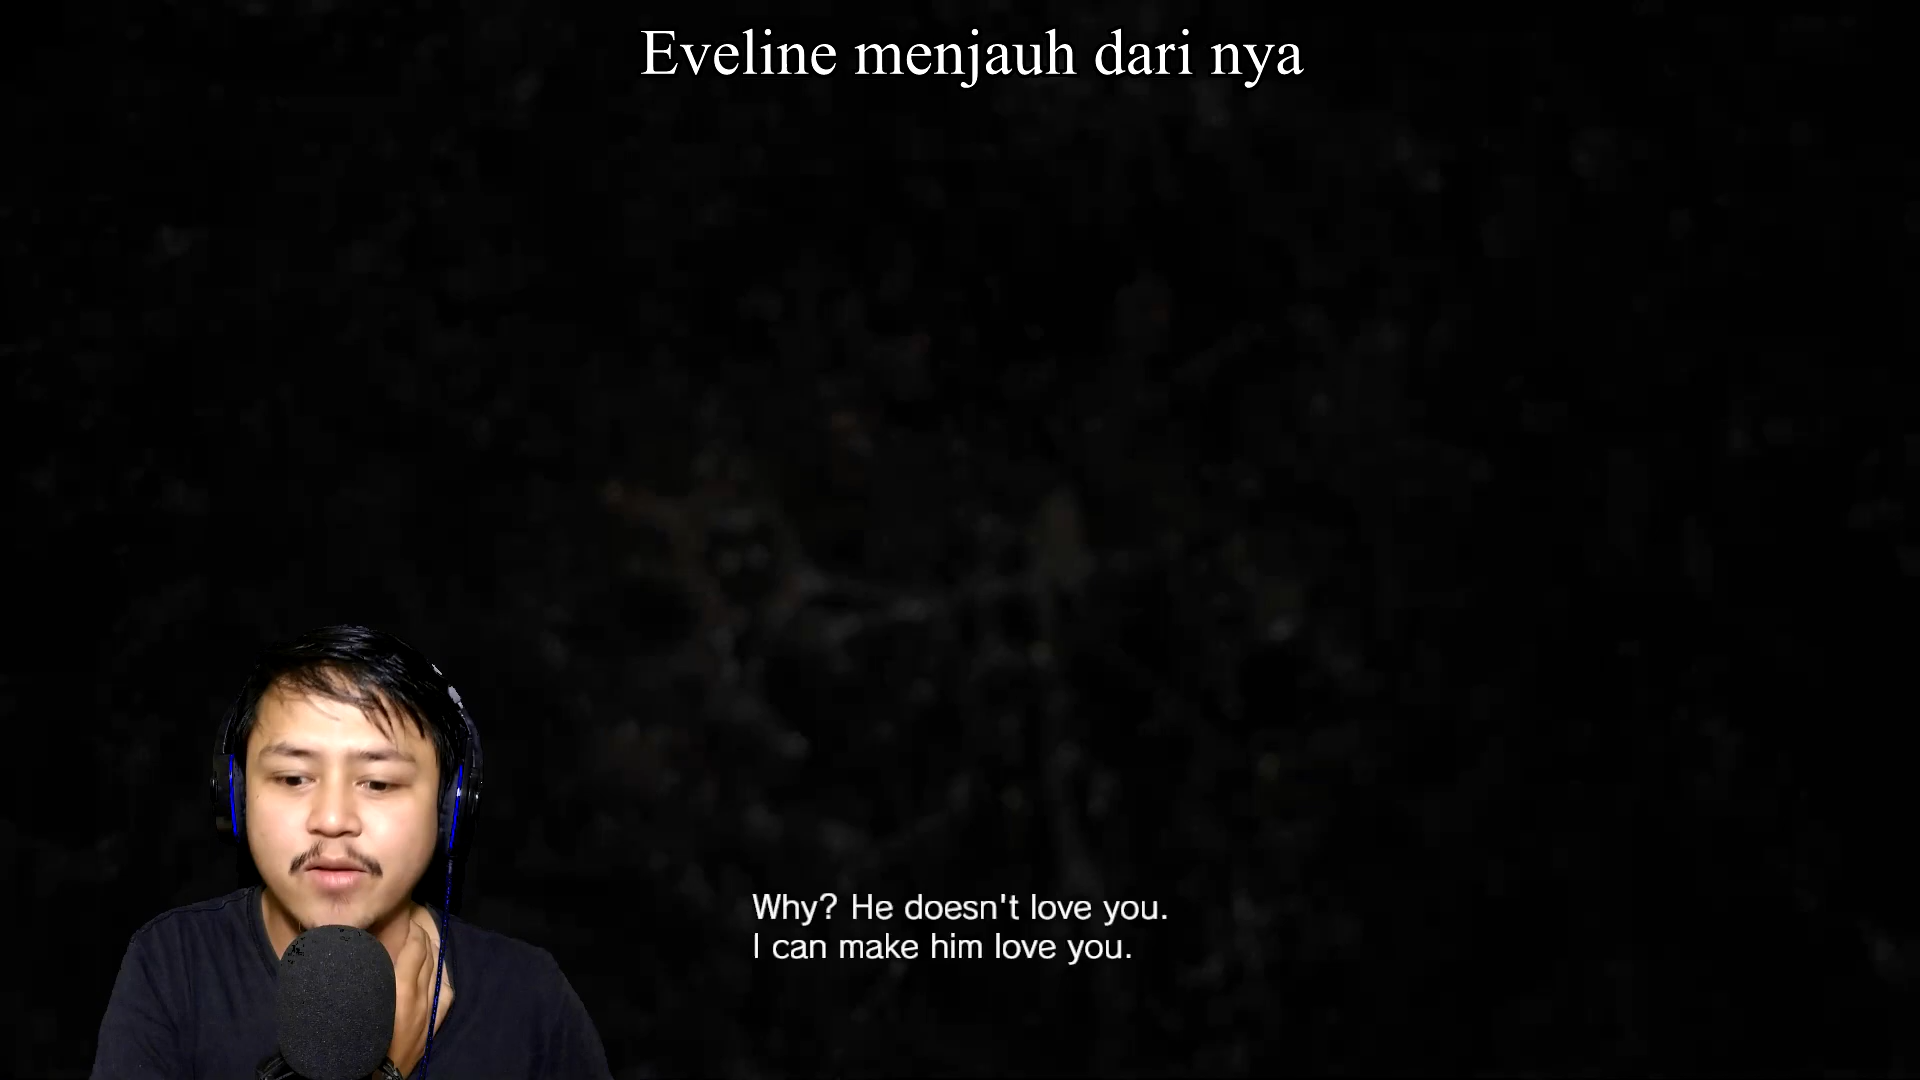 Eveline menjauh dari nya
Why? He doesn't love you.
I can make him love you.